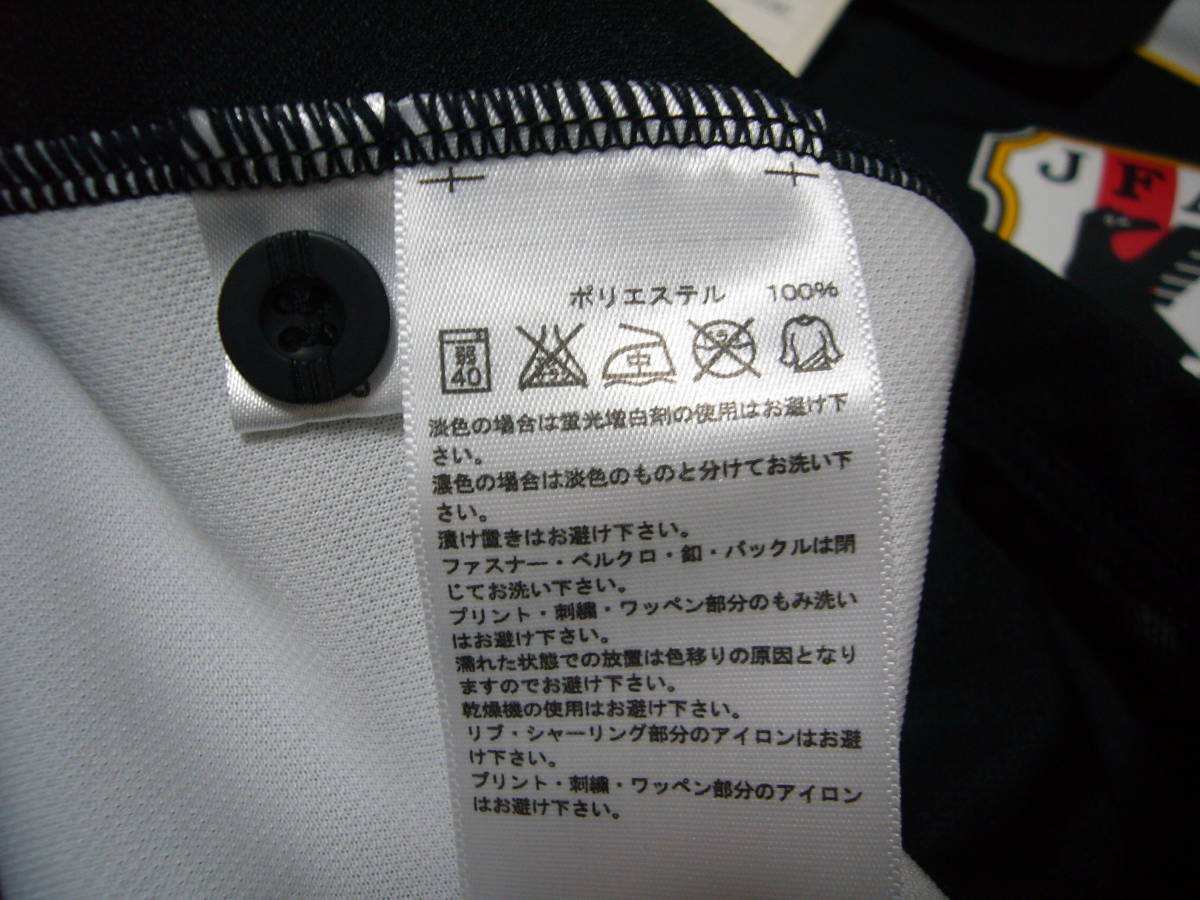 JFA
ポリエステル 100%
弱
40
エンソ
サラシ
中
ドライ
淡色の場合は蛍光増白剤の使用はお避け下
さい。
濃色の場合は淡色のものと分けてお洗い下
さい。
漬け置きはお避け下さい。
ファスナー・ベルクロ・釦・バックルは閉
じてお洗い下さい。
プリント・刺繍・ワッペン部分のもみ洗い
はお避け下さい。
濡れた状態での放置は色移りの原因となり
ますのでお避け下さい。
乾燥機の使用はお避け下さい。
リブ・シャーリング部分のアイロンはお避
け下さい。
プリント・刺繍・ワッペン部分のアイロン
はお避け下さい。